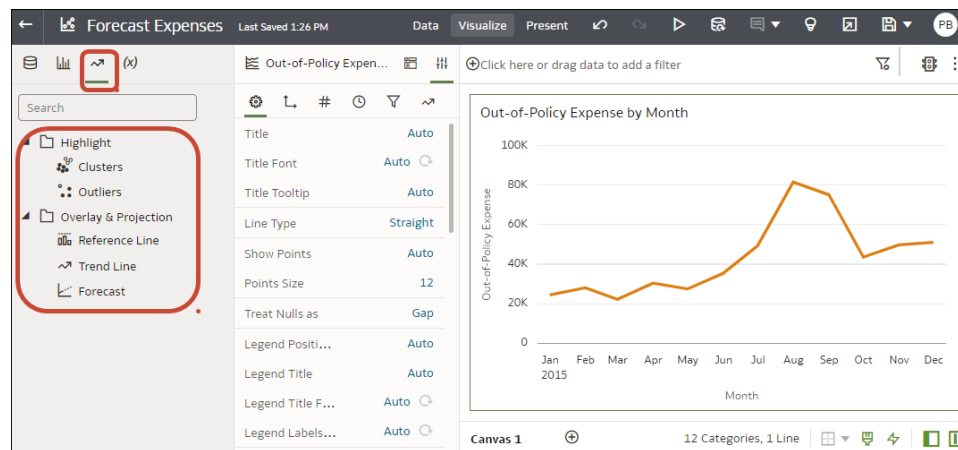 Forecast Expenses Last Saved 1:26 PM Data Visualize Present PB
(x) Out-of-Policy Expen... Click here or drag data to add a filter
Search
Highlight
Clusters
Outliers
Overlay & Projection
Reference Line
Trend Line
Forecast
#
Title Auto
Title Font Auto
Title Tooltip Auto
Line Type Straight
Show Points Auto
Points Size 12
Treat Nulls as Gap
Legend Positi... Auto
Legend Title Auto
Legend Title F... Auto
Legend Labels... Auto
Out-of-Policy Expense by Month
Out-of-Policy Expense
100K
80K
60K
40K
20K
0
Jan Feb Mar Apr May Jun Jul Aug Sep Oct Nov Dec
2015
Month
Canvas 1 12 Categories, 1 Line